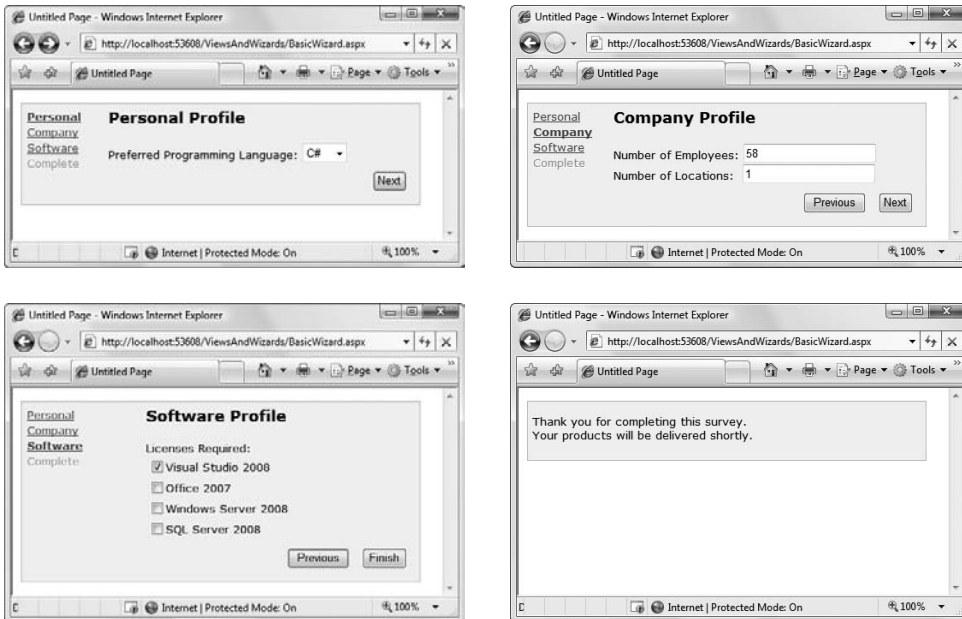 Untitled Page - Windows Internet Explorer
http://localhost:53608/ViewsAndWizards/BasicWizard.aspx
Untitled Page
Page
Tools
Personal
Company
Software
Complete
Personal Profile
Preferred Programming Language: C#
Next
Internet | Protected Mode: On
100%
Untitled Page - Windows Internet Explorer
http://localhost:53608/ViewsAndWizards/BasicWizard.aspx
Untitled Page
Page
Tools
Personal
Company
Software
Complete
Company Profile
Number of Employees: 58
Number of Locations: 1
Previous Next
Internet | Protected Mode: On
100%
Untitled Page - Windows Internet Explorer
http://localhost:53608/ViewsAndWizards/BasicWizard.aspx
Untitled Page
Page
Tools
Personal
Company
Software
Complete
Software Profile
Licenses Required:
Visual Studio 2008
Office 2007
Windows Server 2008
SQL Server 2008
Previous Finish
Internet | Protected Mode: On
100%
Untitled Page - Windows Internet Explorer
http://localhost:53608/ViewsAndWizards/BasicWizard.aspx
Untitled Page
Page
Tools
Thank you for completing this survey.
Your products will be delivered shortly.
Internet | Protected Mode: On
100%